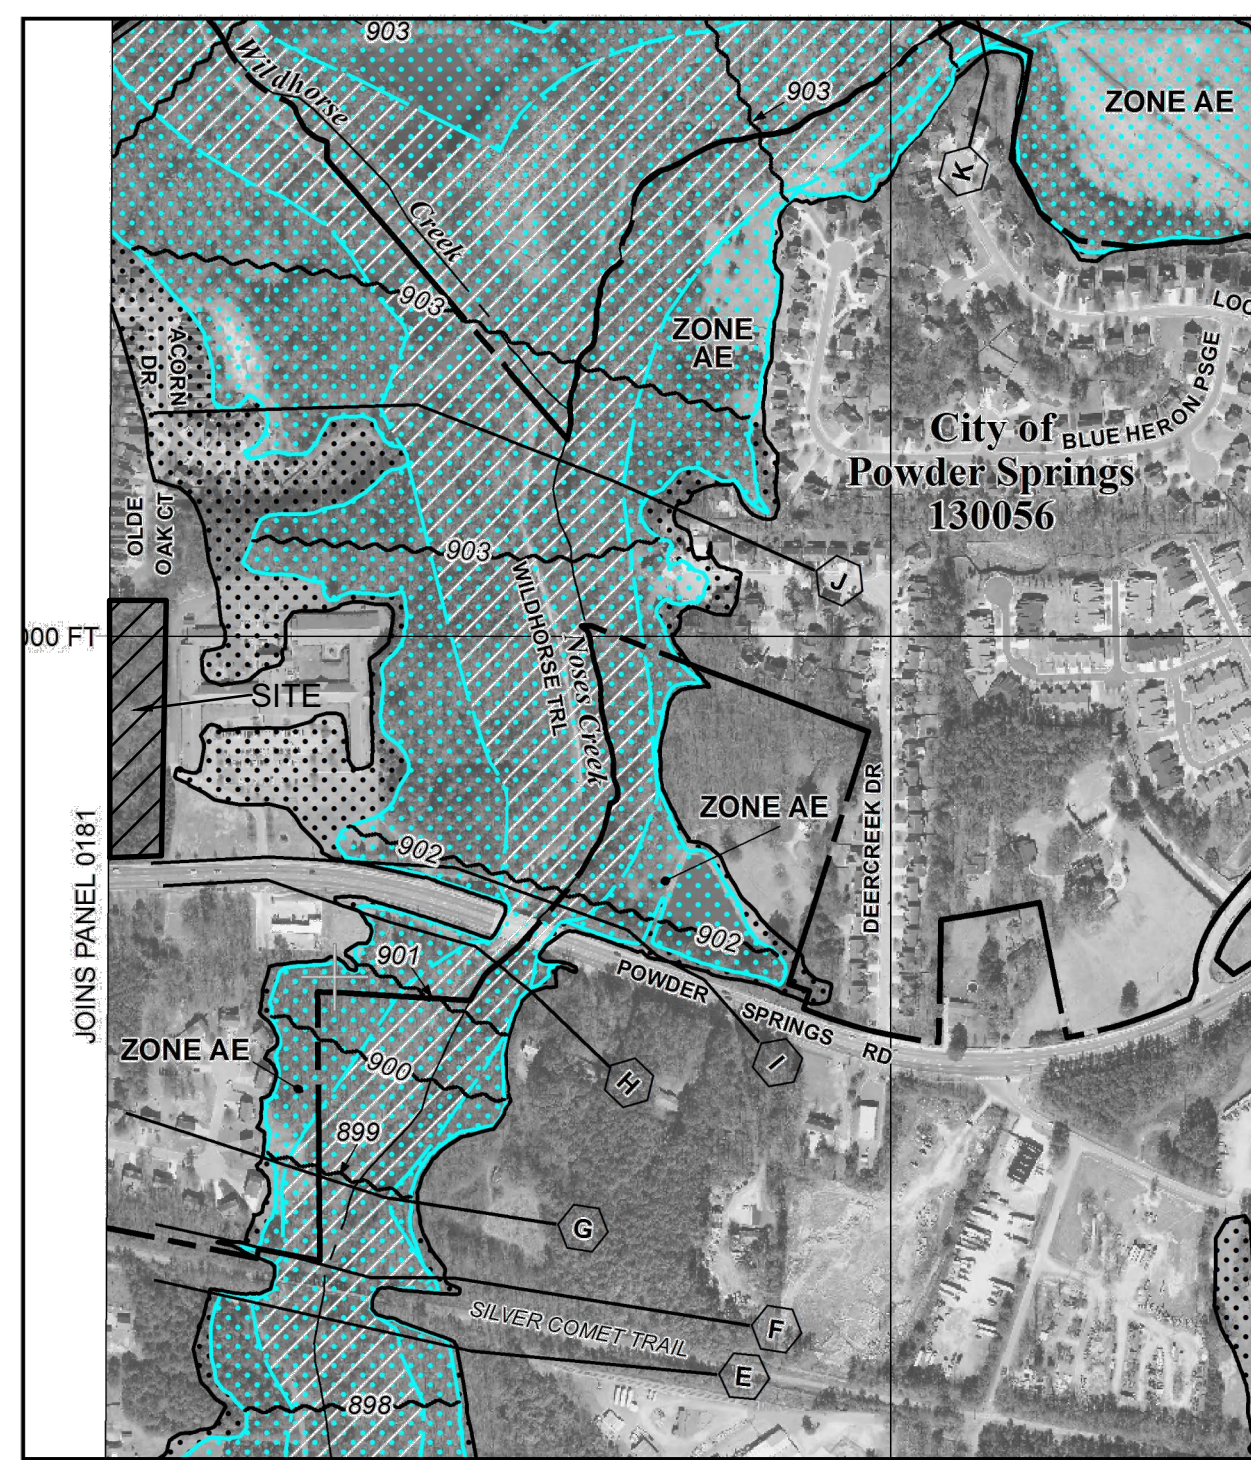 903
Wildhorse
Creek
903
ZONE AE
K
903
ZONE
AE
ACORN
DR
LOC
BLUE HERON PSGE
City of
Powder Springs
130056
OLDE
OAK CT
903
J
WILDHORSE TRL
Noses Creek
000 FT
SITE
ZONE AE
DEERCREEK DR
JOINS PANEL 0181
902
902
901
POWDER SPRINGS RD
ZONE AE
900
H
I
899
G
SILVER COMET TRAIL
F
E
898